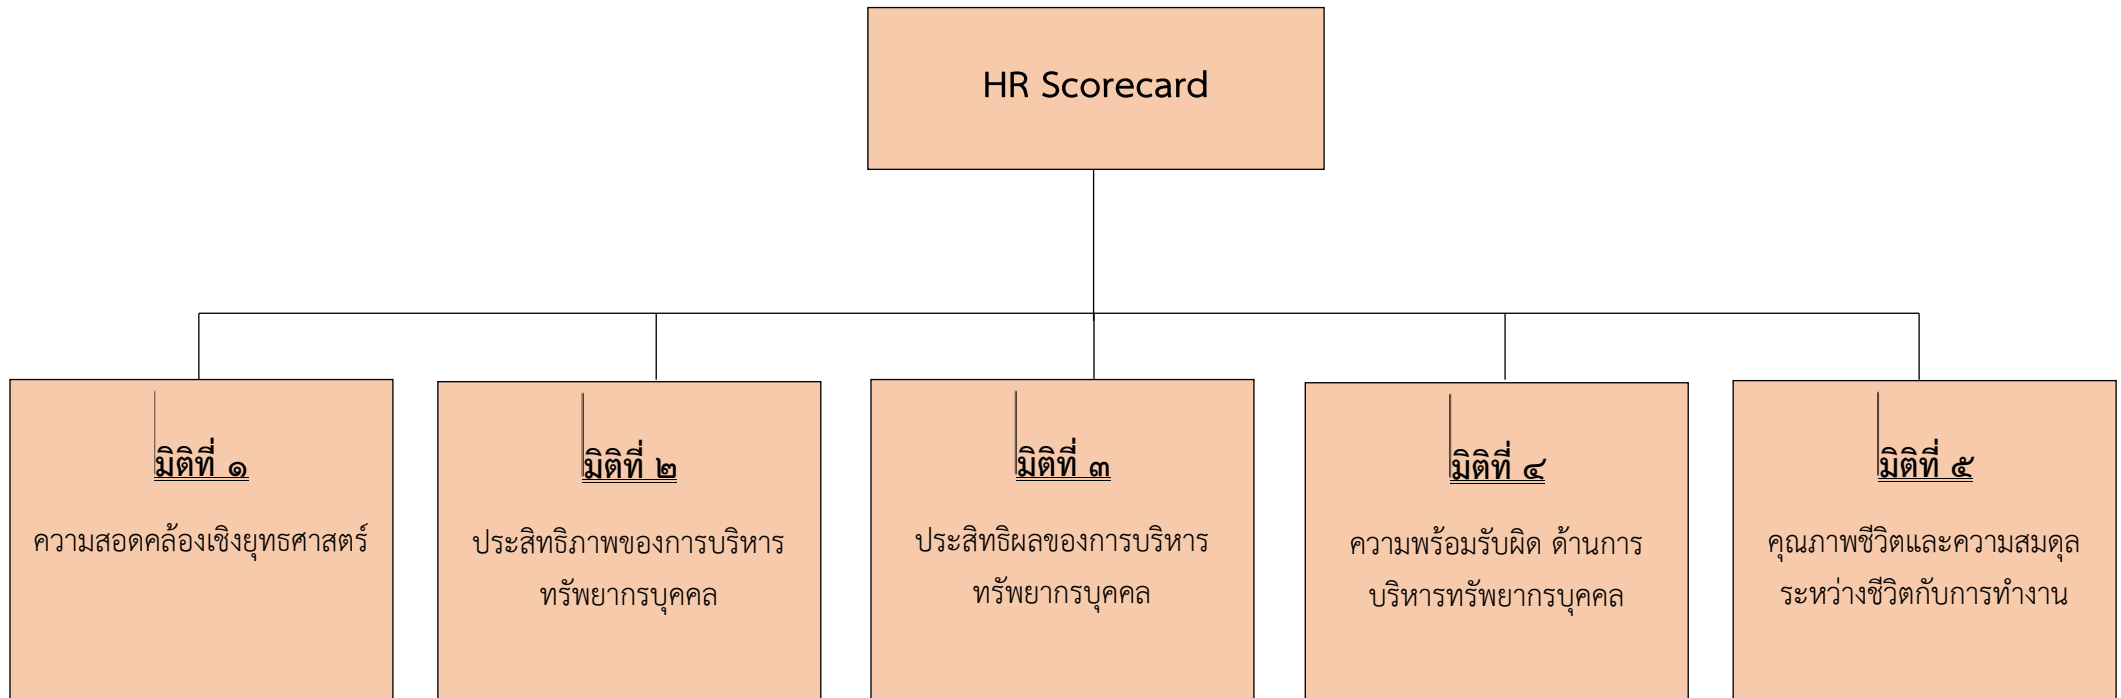 HR Scorecard
มิติที่ ๑
ความสอดคล้องเชิงยุทธศาสตร์
มิติที่ ๒
ประสิทธิภาพของการบริหาร
ทรัพยากรบุคคล
มิติที่ ๓
ประสิทธิผลของการบริหาร
ทรัพยากรบุคคล
มิติที่ ๔
ความพร้อมรับผิด ด้านการ
บริหารทรัพยากรบุคคล
มิติที่ ๕
คุณภาพชีวิตและความสมดุล
ระหว่างชีวิตกับการทำงาน